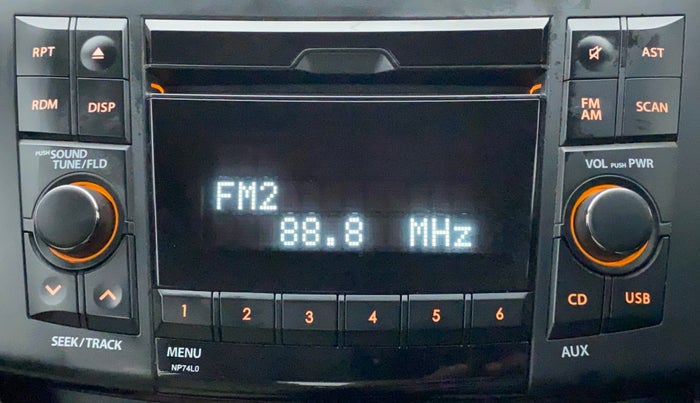 RPT
AST
RDM
DISP
FM
AM
SCAN
PUSH SOUND
TUNE/FLD
VOL PUSH PWR
FM2
88.8 MHz
1 2 3 4 5 6
CD
USB
SEEK/TRACK
MENU
AUX
NP74L0